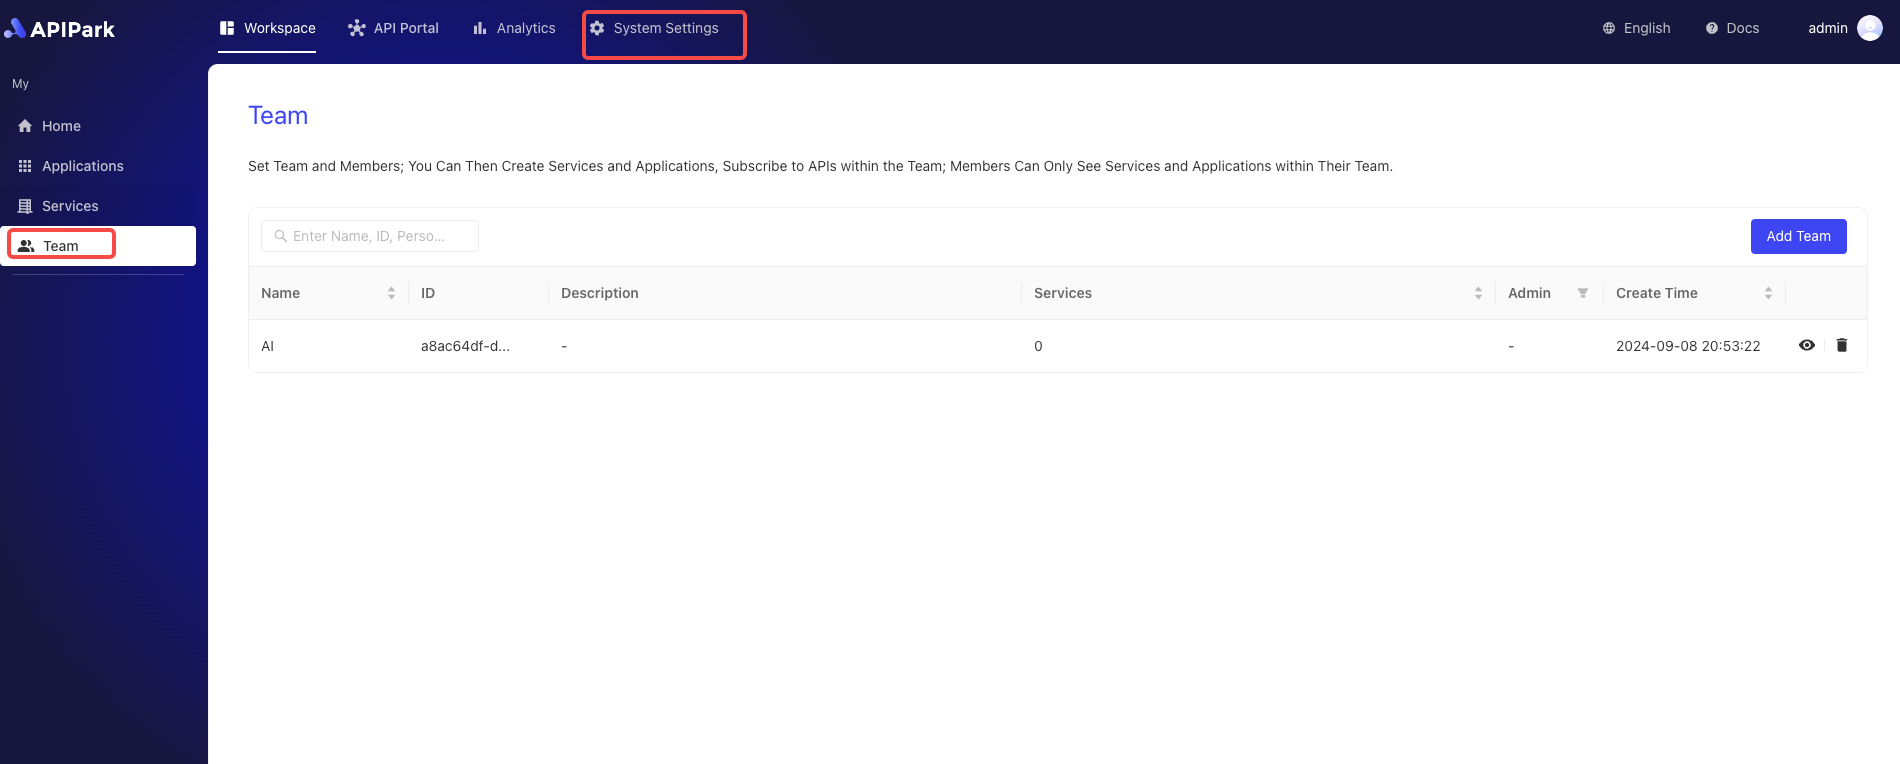 APIPark
Workspace API Portal Analytics System Settings English Docs admin
My
Home
Applications
Services
Team
Team
Set Team and Members; You Can Then Create Services and Applications, Subscribe to APIs within the Team; Members Can Only See Services and Applications within Their Team.
Enter Name, ID, Perso...
Add Team
Name ID Description Services Admin Create Time
AI a8ac64df-d... - 0 - 2024-09-08 20:53:22